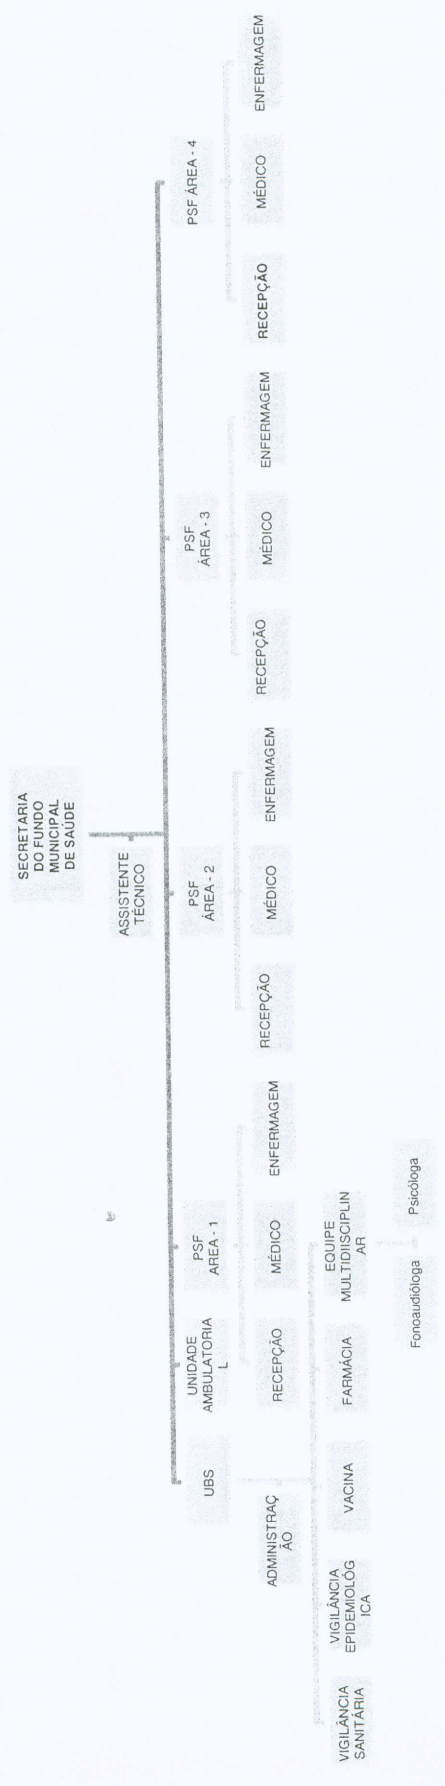 SECRETARIA
DO FUNDO
MUNICIPAL
DE SAÚDE
ASSISTENTE
TÉCNICO
UBS
UNIDADE
AMBULATORIA
L
PSF
AREA - 1
PSF
ÁREA - 2
PSF
ÁREA - 3
PSF ÁREA - 4
ADMINISTRAÇ
ÃO
RECEPÇÃO
MÉDICO
ENFERMAGEM
RECEPÇÃO
MÉDICO
ENFERMAGEM
RECEPÇÃO
MÉDICO
ENFERMAGEM
RECEPÇÃO
MÉDICO
ENFERMAGEM
VIGILÂNCIA
SANITÁRIA
VIGILÂNCIA
EPIDEMIOLÓG
ICA
VACINA
FARMÁCIA
EQUIPE
MULTIDIISCIPLIN
AR
Fonoaudióloga
Psicóloga